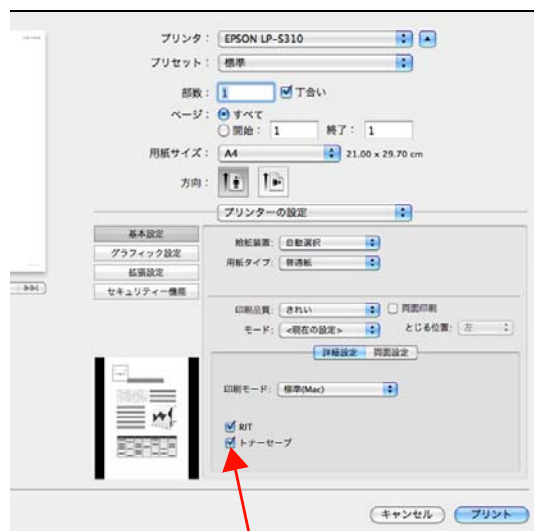 プリンタ： EPSON LP-S310
プリセット： 標準
部数： 1 丁合い
ページ： すべて
開始： 1 終了： 1
用紙サイズ： A4 21.00 x 29.70 cm
方向：
プリンターの設定
基本設定
グラフィック設定
拡張設定
セキュリティー機能
給紙装置： 自動選択
用紙タイプ： 普通紙
印刷品質： きれい 両面印刷
モード： <現在の設定> とじる位置： 左
詳細設定 両面設定
印刷モード： 標準(Mac)
RIT
トナーセーブ
キャンセル プリント